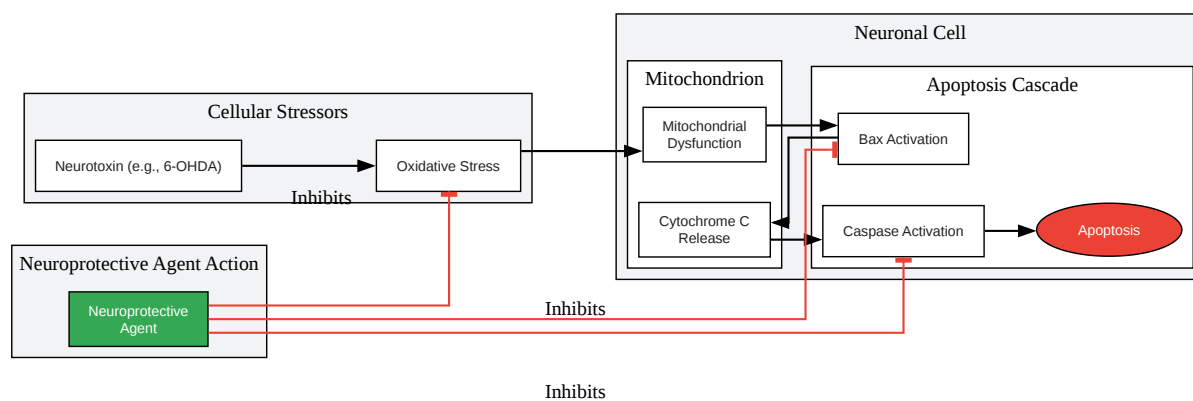 Neuronal Cell
Mitochondrion
Apoptosis Cascade
Cellular Stressors
Mitochondrial
Dysfunction
Bax Activation
Neurotoxin (e.g., 6-OHDA)
Oxidative Stress
Inhibits
Cytochrome C
Release
Caspase Activation
Apoptosis
Neuroprotective Agent Action
Neuroprotective
Agent
Inhibits
Inhibits